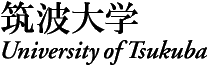 筑波大学
University of Tsukuba